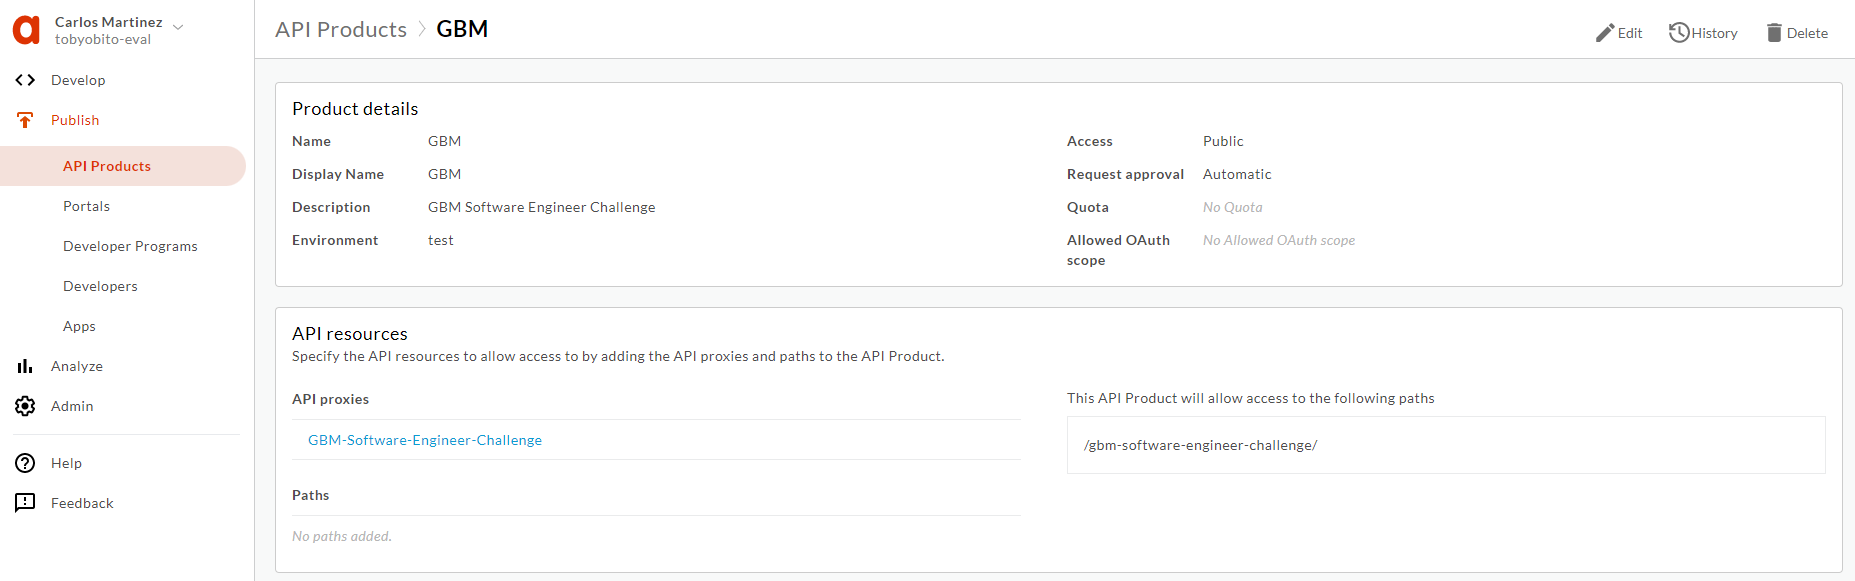 Carlos Martinez
tobyobito-eval
Develop
Publish
API Products
Portals
Developer Programs
Developers
Apps
Analyze
Admin
Help
Feedback
API Products > GBM
Edit
History
Delete
Product details
Name GBM
Display Name GBM
Description GBM Software Engineer Challenge
Environment test
Access Public
Request approval Automatic
Quota No Quota
Allowed OAuth No Allowed OAuth scope
scope
API resources
Specify the API resources to allow access to by adding the API proxies and paths to the API Product.
API proxies
GBM-Software-Engineer-Challenge
Paths
No paths added.
This API Product will allow access to the following paths
/gbm-software-engineer-challenge/